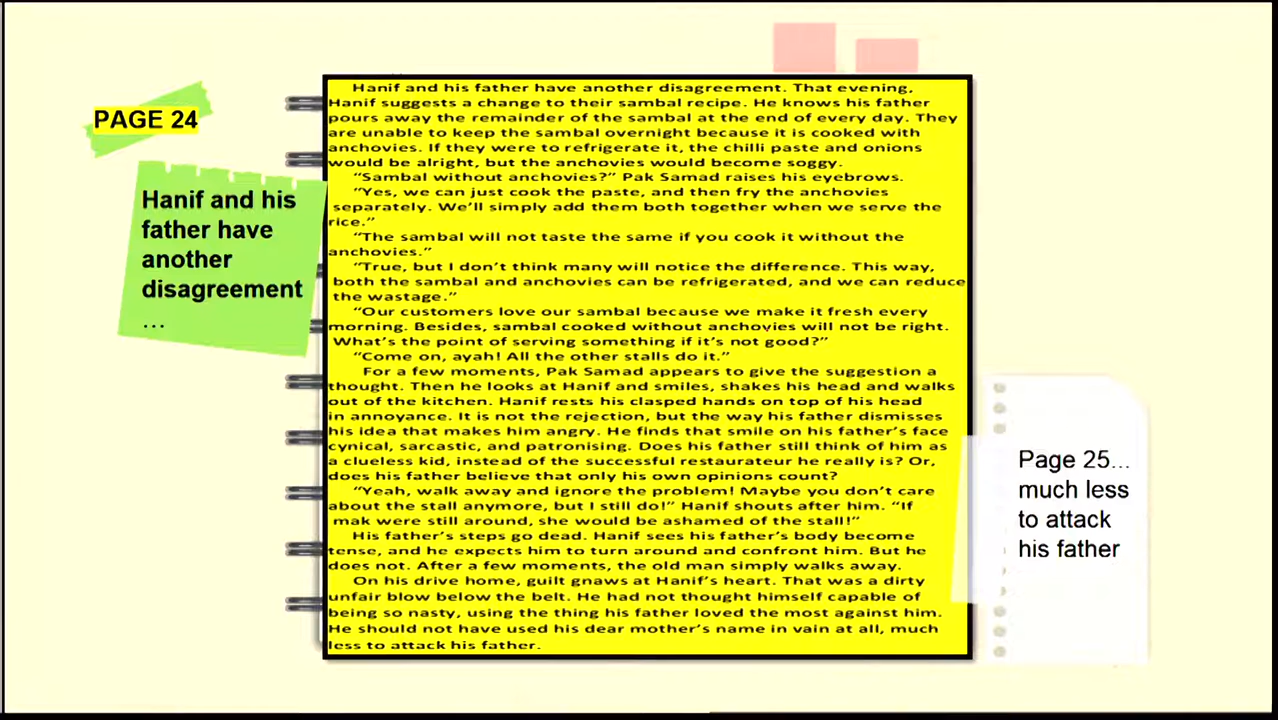 PAGE 24
Hanif and his
father have
another
disagreement
...
Hanif and his father have another disagreement. That evening,
Hanif suggests a change to their sambal recipe. He knows his father
pours away the remainder of the sambal at the end of every day. They
are unable to keep the sambal overnight because it is cooked with
anchovies. If they were to refrigerate it, the chilli paste and onions
would be alright, but the anchovies would become soggy.
“Sambal without anchovies?” Pak Samad raises his eyebrows.
“Yes, we can just cook the paste, and then fry the anchovies
separately. We’ll simply add them both together when we serve the
rice.”
“The sambal will not taste the same if you cook it without the
anchovies.”
“True, but I don’t think many will notice the difference. This way,
both the sambal and anchovies can be refrigerated, and we can reduce
the wastage.”
“Our customers love our sambal because we make it fresh every
morning. Besides, sambal cooked without anchovies will not be right.
What’s the point of serving something if it’s not good?”
“Come on, ayah! All the other stalls do it.”
For a few moments, Pak Samad appears to give the suggestion a
thought. Then he looks at Hanif and smiles, shakes his head and walks
out of the kitchen. Hanif rests his clasped hands on top of his head
in annoyance. It is not the rejection, but the way his father dismisses
his idea that makes him angry. He finds that smile on his father’s face
cynical, sarcastic, and patronising. Does his father still think of him as
a clueless kid, instead of the successful restaurateur he really is? Or,
does his father believe that only his own opinions count?
“Yeah, walk away and ignore the problem! Maybe you don’t care
about the stall anymore, but I still do!” Hanif shouts after him. “If
mak were still around, she would be ashamed of the stall!”
His father’s steps go dead. Hanif sees his father’s body become
tense, and he expects him to turn around and confront him. But he
does not. After a few moments, the old man simply walks away.
On his drive home, guilt gnaws at Hanif’s heart. That was a dirty
unfair blow below the belt. He had not thought himself capable of
being so nasty, using the thing his father loved the most against him.
He should not have used his dear mother’s name in vain at all, much
less to attack his father.
Page 25...
much less
to attack
his father